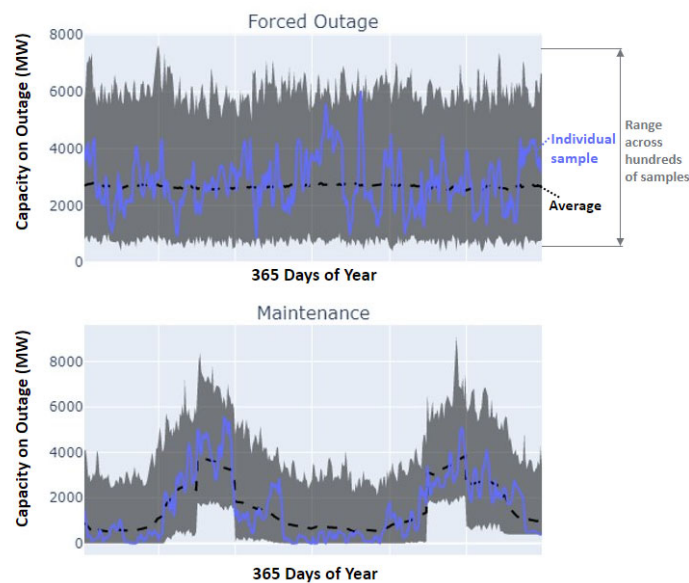 Forced Outage
Capacity on Outage (MW)
8000
6000
4000
2000
0
Individual
sample
Average
Range
across
hundreds
of samples
365 Days of Year
Maintenance
Capacity on Outage (MW)
8000
6000
4000
2000
0
365 Days of Year